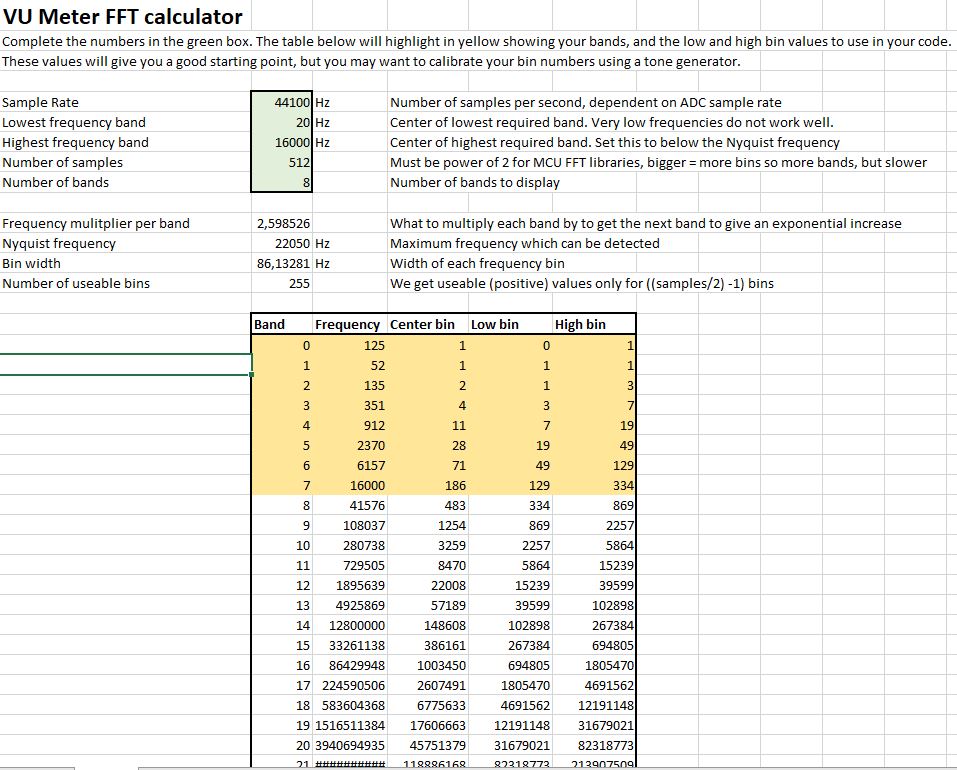 VU Meter FFT calculator
Complete the numbers in the green box. The table below will highlight in yellow showing your bands, and the low and high bin values to use in your code.
These values will give you a good starting point, but you may want to calibrate your bin numbers using a tone generator.
Sample Rate 44100 Hz Number of samples per second, dependent on ADC sample rate
Lowest frequency band 20 Hz Center of lowest required band. Very low frequencies do not work well.
Highest frequency band 16000 Hz Center of highest required band. Set this to below the Nyquist frequency
Number of samples 512 Must be power of 2 for MCU FFT libraries, bigger = more bins so more bands, but slower
Number of bands 8 Number of bands to display
Frequency mulitplier per band 2,598526 What to multiply each band by to get the next band to give an exponential increase
Nyquist frequency 22050 Hz Maximum frequency which can be detected
Bin width 86,13281 Hz Width of each frequency bin
Number of useable bins 255 We get useable (positive) values only for ((samples/2) -1) bins
Band Frequency Center bin Low bin High bin
0 125 1 0 1
1 52 1 1 1
2 135 2 1 3
3 351 4 3 7
4 912 11 7 19
5 2370 28 19 49
6 6157 71 49 129
7 16000 186 129 334
8 41576 483 334 869
9 108037 1254 869 2257
10 280738 3259 2257 5864
11 729505 8470 5864 15239
12 1895639 22008 15239 39599
13 4925869 57189 39599 102898
14 12800000 148608 102898 267384
15 33261138 386161 267384 694805
16 86429948 1003450 694805 1805470
17 224590506 2607491 1805470 4691562
18 583604368 6775633 4691562 12191148
19 1516511384 17606663 12191148 31679021
20 3940694935 45751379 31679021 82318773
21 ########## 118886168 82318773 213907509